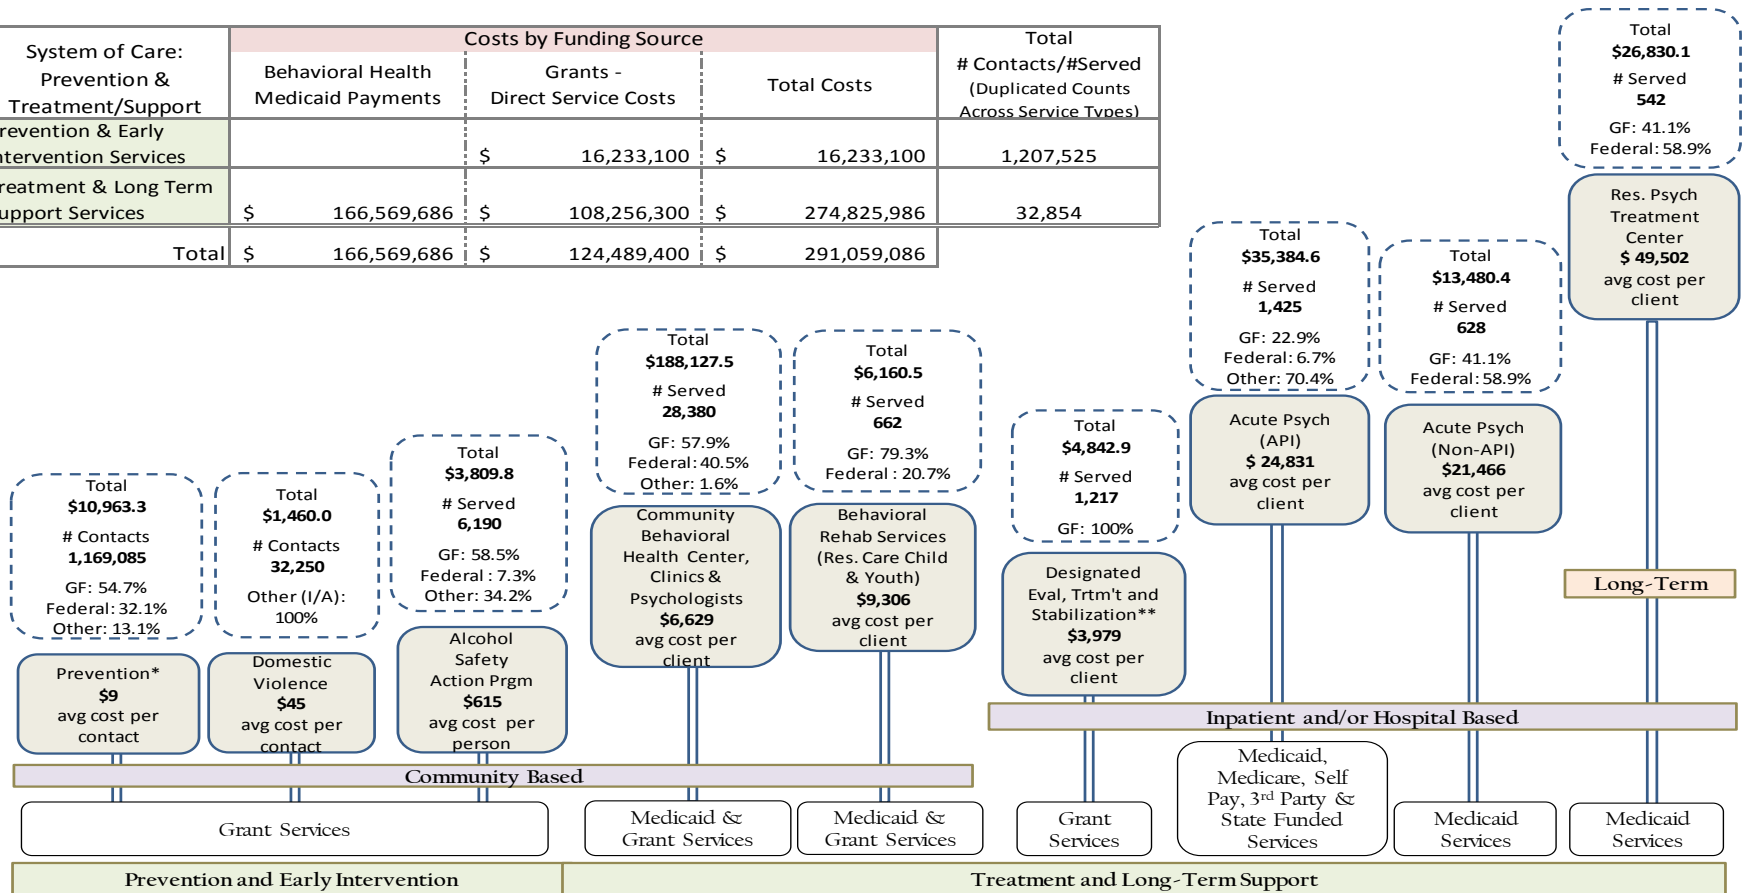 System of Care:
Prevention &
Treatment/Support
Costs by Funding Source
Behavioral Health
Medicaid Payments
Grants -
Direct Service Costs
Total Costs
Total
# Contacts/#Served
(Duplicated Counts
Across Service Types)
revention & Early
ntervention Services
$ 16,233,100 $ 16,233,100 1,207,525
reatment & Long Term
upport Services
$ 166,569,686 $ 108,256,300 $ 274,825,986 32,854
Total $ 166,569,686 $ 124,489,400 $ 291,059,086
Total
$10,963.3
# Contacts
1,169,085
GF: 54.7%
Federal: 32.1%
Other: 13.1%
Prevention*
$9
avg cost per
contact
Total
$1,460.0
# Contacts
32,250
Other (I/A):
100%
Domestic
Violence
$45
avg cost per
contact
Total
$3,809.8
# Served
6,190
GF: 58.5%
Federal : 7.3%
Other: 34.2%
Alcohol
Safety
Action Prgm
$615
avg cost per
person
Total
$188,127.5
# Served
28,380
GF: 57.9%
Federal: 40.5%
Other: 1.6%
Community
Behavioral
Health Center,
Clinics &
Psychologists
$6,629
avg cost per
client
Total
$6,160.5
# Served
662
GF: 79.3%
Federal : 20.7%
Behavioral
Rehab Services
(Res. Care Child
& Youth)
$9,306
avg cost per
client
Total
$4,842.9
# Served
1,217
GF: 100%
Designated
Eval, Trtm't and
Stabilization**
$3,979
avg cost per
client
Total
$35,384.6
# Served
1,425
GF: 22.9%
Federal: 6.7%
Other: 70.4%
Acute Psych
(API)
$ 24,831
avg cost per
client
Total
$13,480.4
# Served
628
GF: 41.1%
Federal: 58.9%
Acute Psych
(Non-API)
$21,466
avg cost per
client
Total
$26,830.1
# Served
542
GF: 41.1%
Federal: 58.9%
Res. Psych
Treatment
Center
$ 49,502
avg cost per
client
Long-Term
Inpatient and/or Hospital Based
Community Based
Grant Services
Medicaid &
Grant Services
Medicaid &
Grant Services
Grant
Services
Medicaid,
Medicare, Self
Pay, 3rd Party &
State Funded
Services
Medicaid
Services
Medicaid
Services
Prevention and Early Intervention
Treatment and Long-Term Support